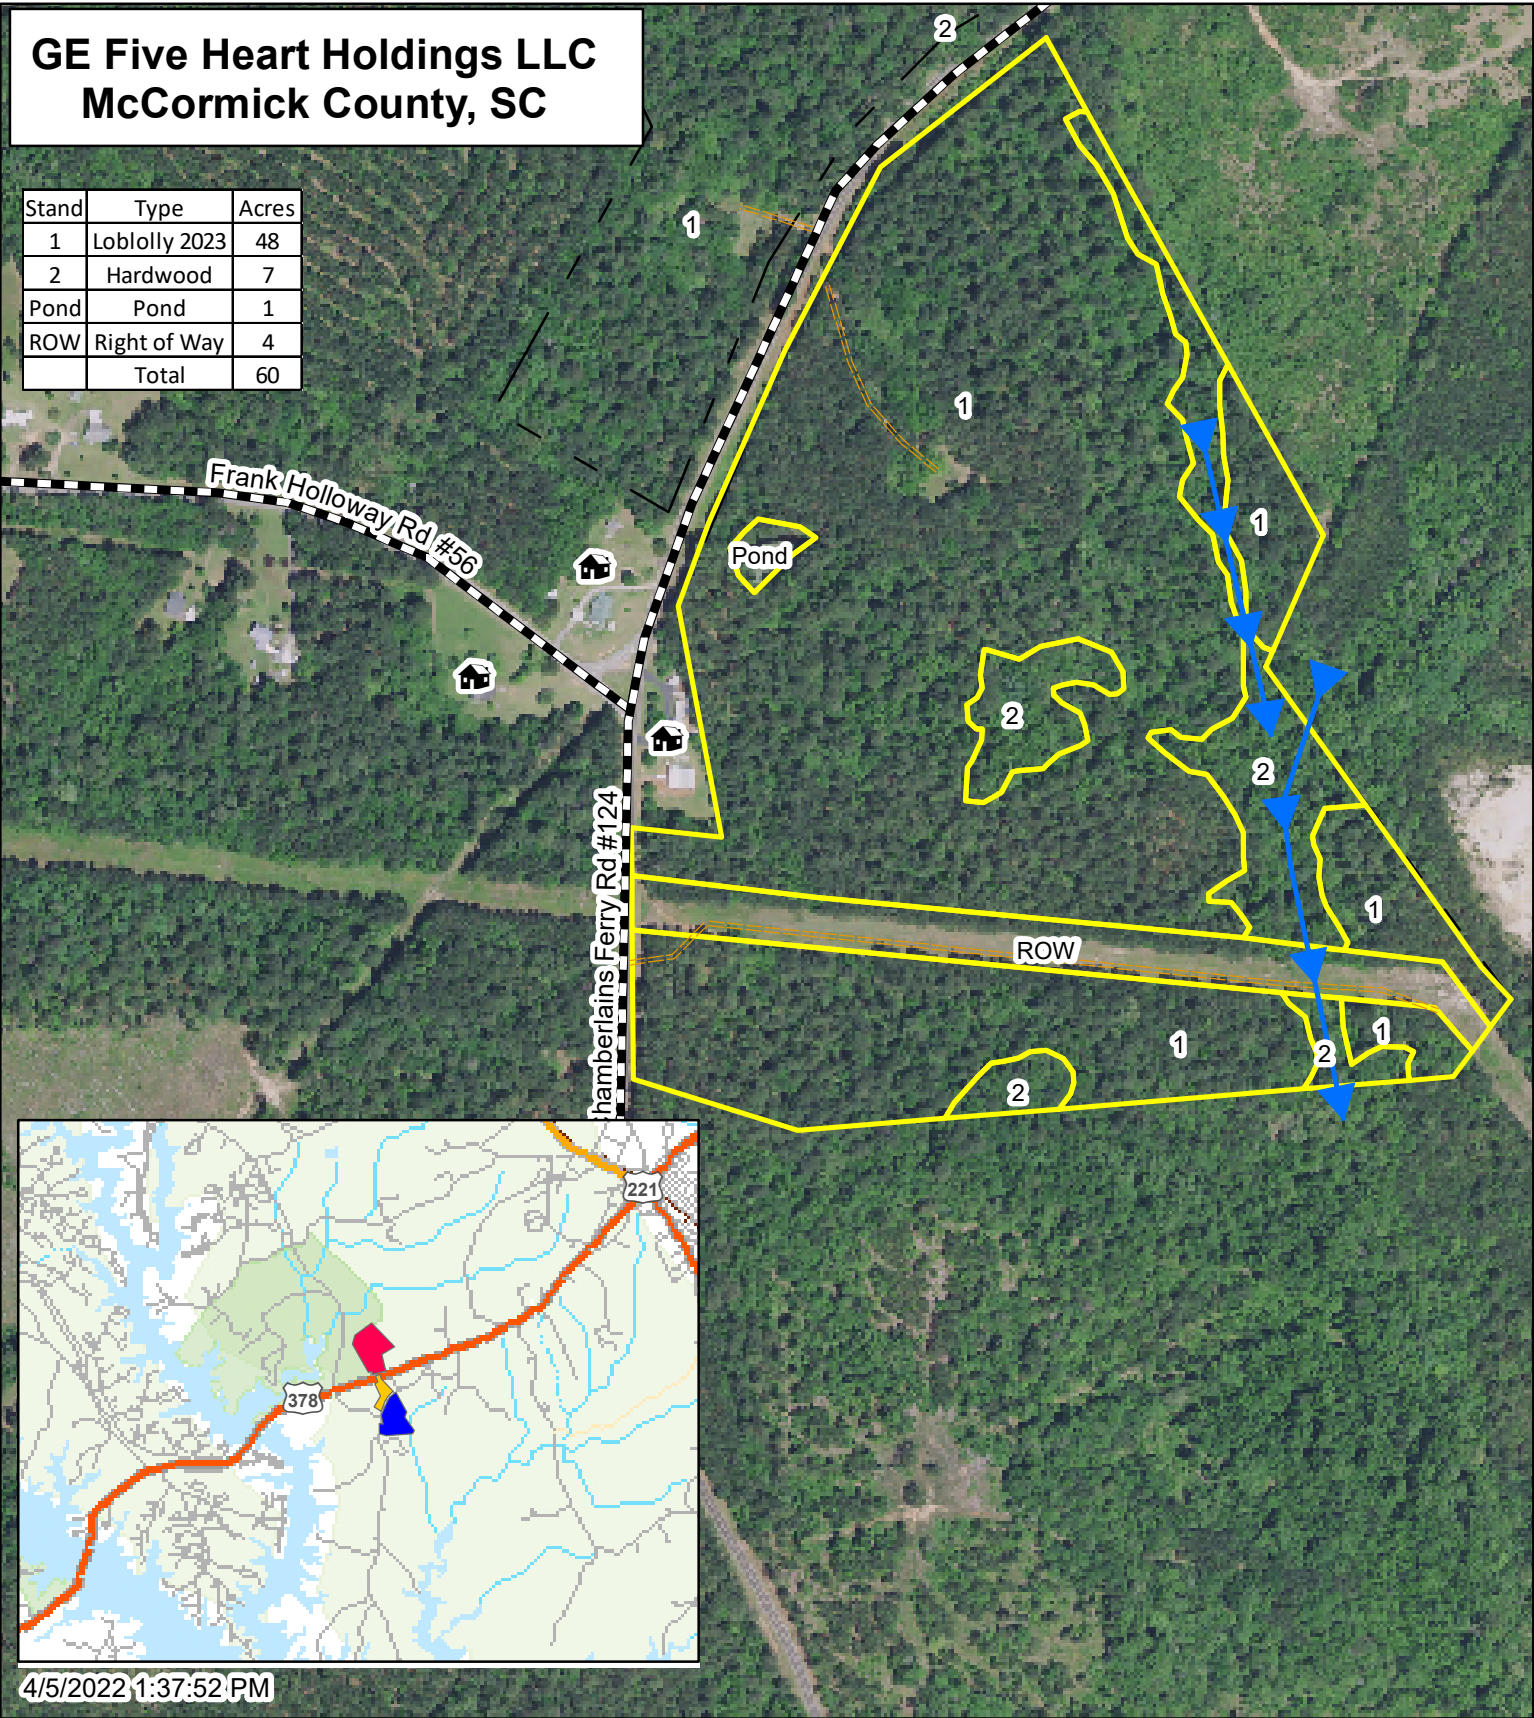 GE Five Heart Holdings LLC
McCormick County, SC
Stand Type Acres
1 Loblolly 2023 48
2 Hardwood 7
Pond Pond 1
ROW Right of Way 4
Total 60
2
1
1
Frank Holloway Rd #56
1
Pond
2
2
hamberlains Ferry Rd #124
1
ROW
1
1
2
2
221
378
4/5/2022 1:37:52 PM